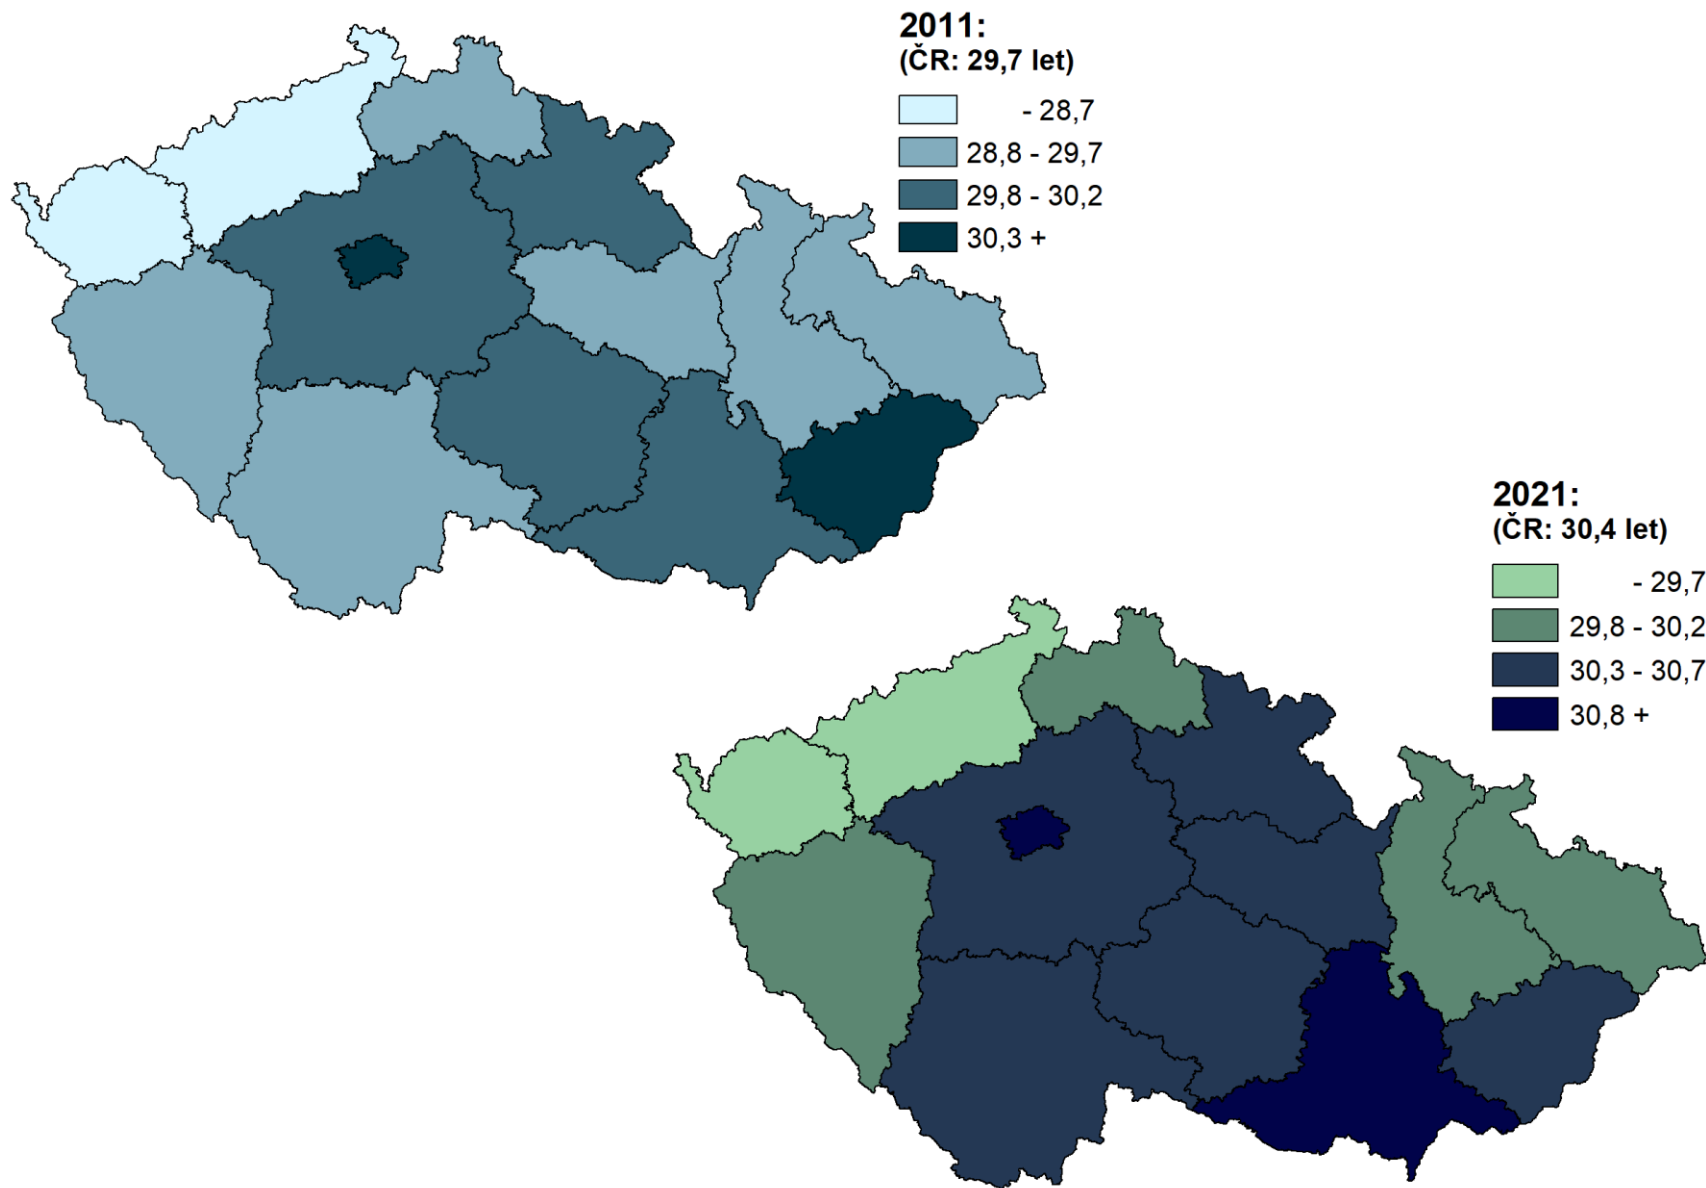 2011:
(ČR: 29,7 let)
- 28,7
28,8 - 29,7
29,8 - 30,2
30,3 +
2021:
(ČR: 30,4 let)
- 29,7
29,8 - 30,2
30,3 - 30,7
30,8 +